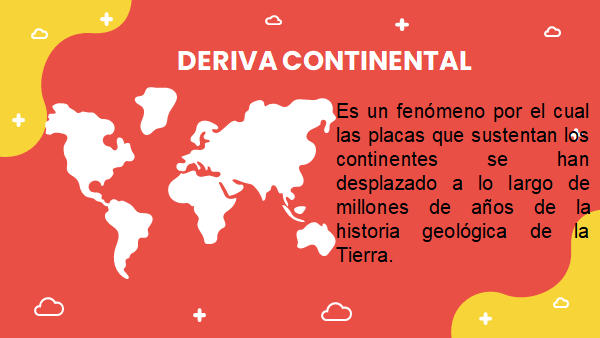 DERIVA CONTINENTAL
Es un fenómeno por el cual
las placas que sustentan los
continentes se han
desplazado a lo largo de
millones de años de la
historia geológica de la
Tierra.